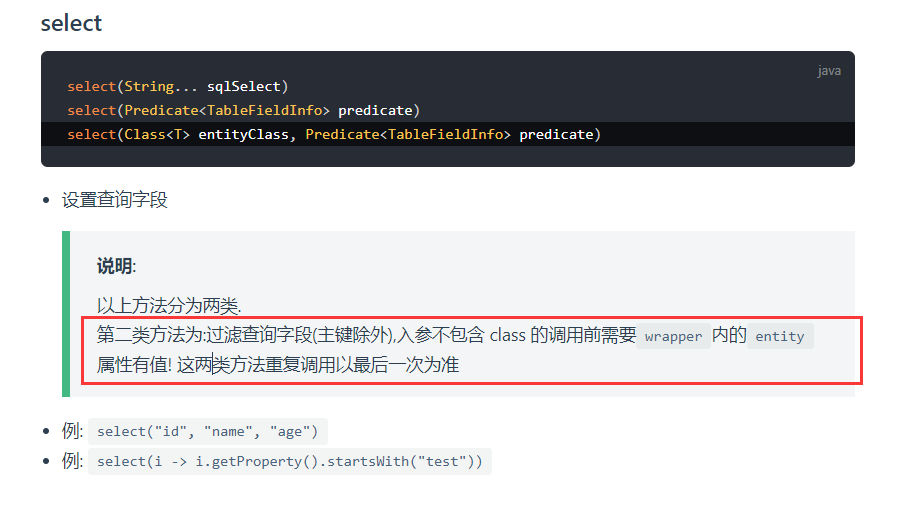 select
java
select(String... sqlSelect)
select(Predicate<TableFieldInfo> predicate)
select(Class<T> entityClass, Predicate<TableFieldInfo> predicate)
设置查询字段
说明:
以上方法分为两类.
第二类方法为:过滤查询字段(主键除外),入参不包含 class 的调用前需要 wrapper 内的 entity
属性有值! 这两类方法重复调用以最后一次为准
例: select("id", "name", "age")
例: select(i -> i.getProperty().startsWith("test"))